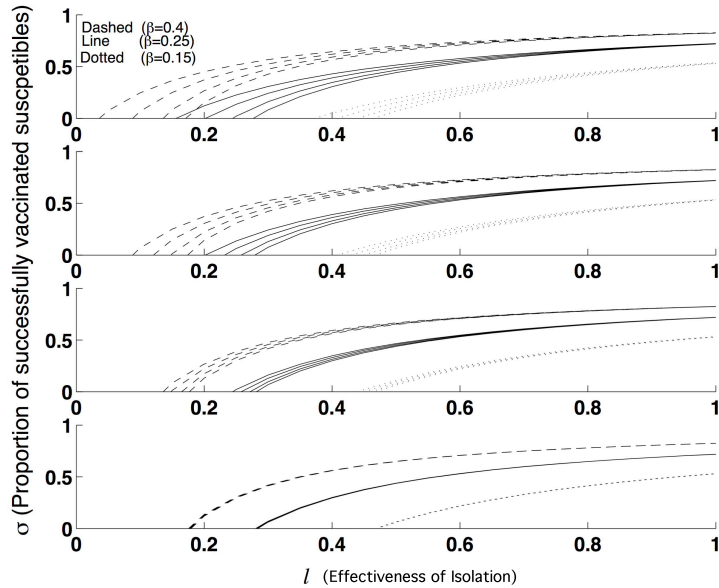 σ (Proportion of successfully vaccinated suscpetibles)
1
Dashed (β=0.4)
Line (β=0.25)
Dotted (β=0.15)
0.5
0
0 0.2 0.4 0.6 0.8 1
1
0.5
0
0 0.2 0.4 0.6 0.8 1
1
0.5
0
0 0.2 0.4 0.6 0.8 1
1
0.5
0
0 0.2 0.4 0.6 0.8 1
l (Effectiveness of Isolation)